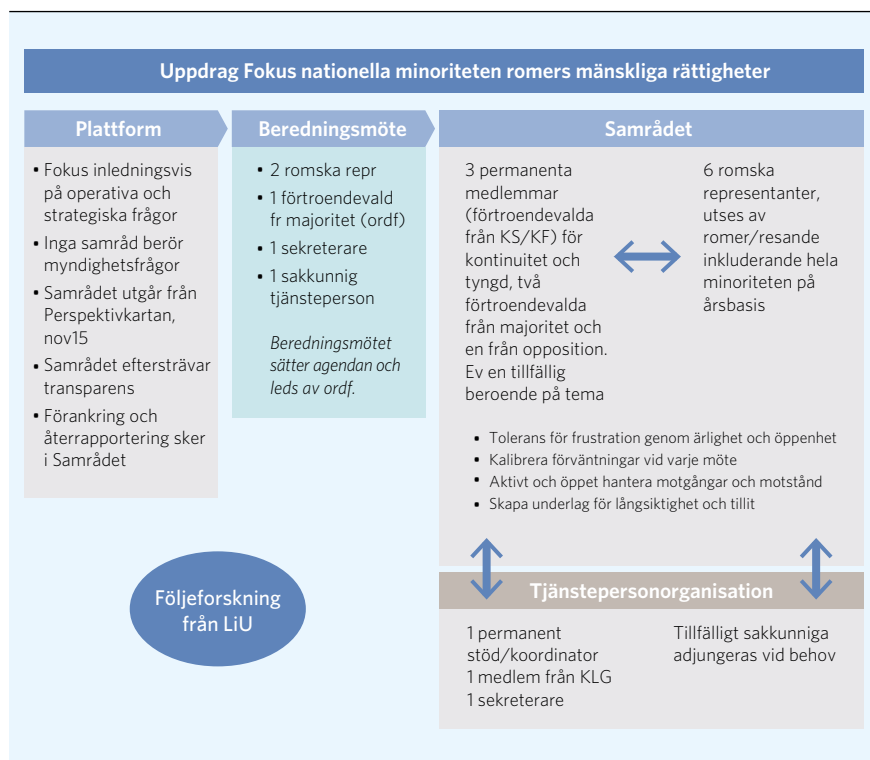 Uppdrag Fokus nationella minoriteten romers mänskliga rättigheter
Plattform
• Fokus inledningsvis
på operativa och
strategiska frågor
• Inga samråd berör
myndighetsfrågor
• Samrådet utgår från
Perspektivkartan,
nov15
• Samrådet eftersträvar
transparens
• Förankring och
återrapportering sker
i Samrådet
Beredningsmöte
• 2 romska repr
• 1 förtroendevald
fr majoritet (ordf)
• 1 sekreterare
• 1 sakkunnig
tjänsteperson
Beredningsmötet
sätter agendan och
leds av ordf.
Samrådet
3 permanenta
medlemmar
(förtroendevalda
från KS/KF) för
kontinuitet och
tyngd, två
förtroendevalda
från majoritet och
en från opposition.
Ev en tillfällig
beroende på tema
6 romska
representanter,
utses av
romer/resande
inkluderande hela
minoriteten på
årsbasis
• Tolerans för frustration genom ärlighet och öppenhet
• Kalibrera förväntningar vid varje möte
• Aktivt och öppet hantera motgångar och motstånd
• Skapa underlag för långsiktighet och tillit
Följeforskning
från LiU
Tjänstepersonorganisation
1 permanent
stöd/koordinator
1 medlem från KLG
1 sekreterare
Tillfälligt sakkunniga
adjungeras vid behov